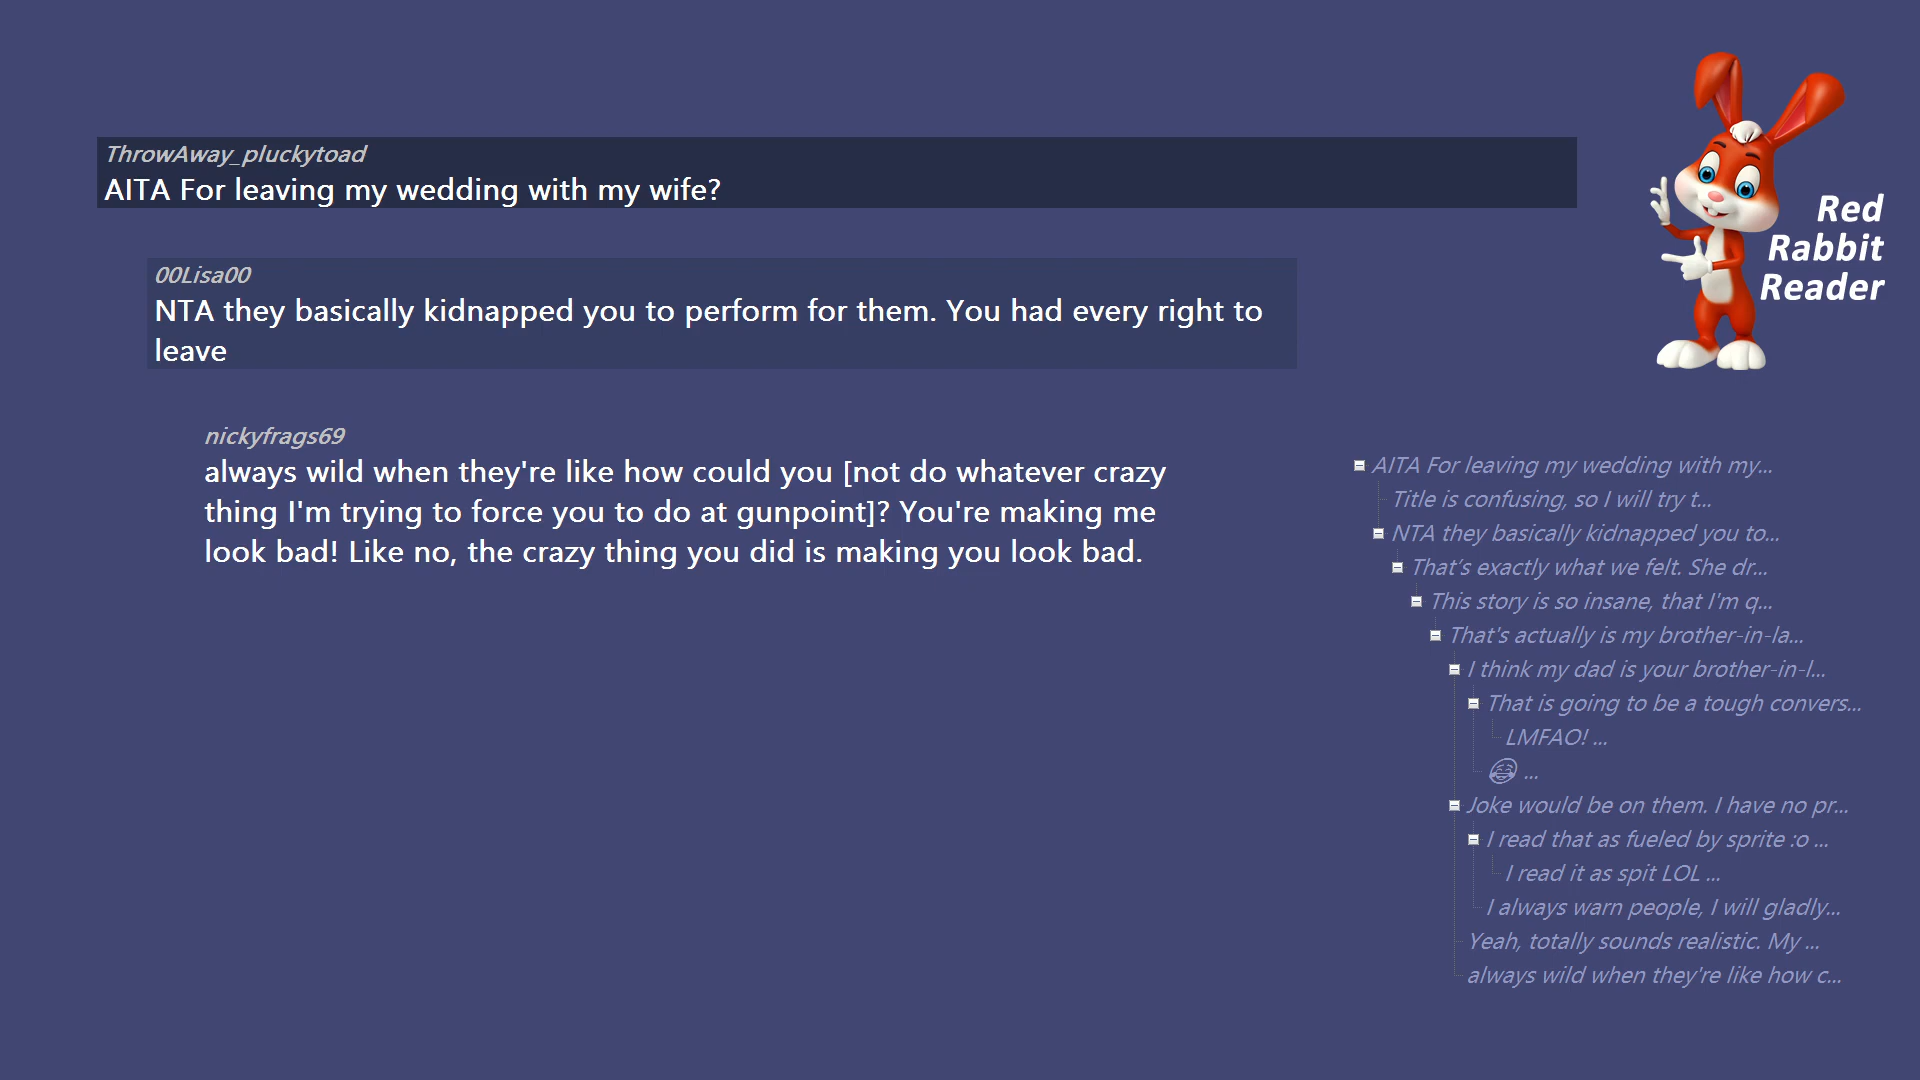 ThrowAway_pluckytoad
AITA For leaving my wedding with my wife?
00Lisa00
NTA they basically kidnapped you to perform for them. You had every right to
leave
nickyfrags69
always wild when they're like how could you [not do whatever crazy
thing I'm trying to force you to do at gunpoint]? You're making me
look bad! Like no, the crazy thing you did is making you look bad.
Red
Rabbit
Reader
AITA For leaving my wedding with my...
Title is confusing, so I will try t...
NTA they basically kidnapped you to...
That's exactly what we felt. She dr...
This story is so insane, that I'm q...
That's actually is my brother-in-la...
I think my dad is your brother-in-l...
That is going to be a tough convers...
LMFAO! ...
😂 ...
Joke would be on them. I have no pr...
I read that as fueled by sprite :o ...
I read it as spit LOL ...
I always warn people, I will gladly...
Yeah, totally sounds realistic. My ...
always wild when they're like how c...